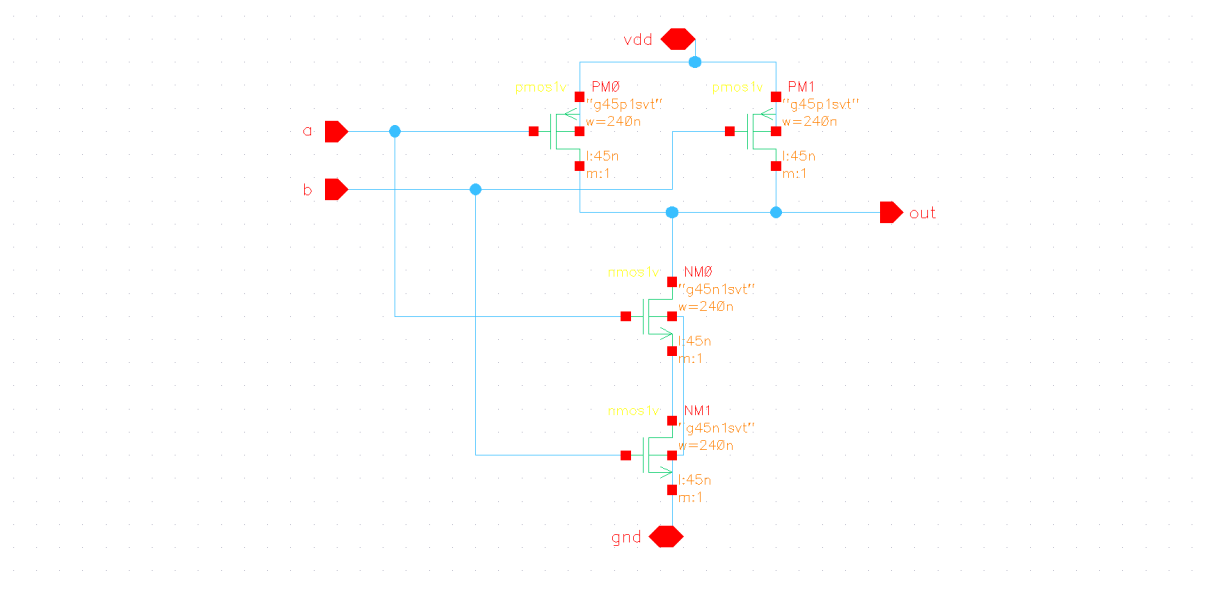 vdd
pmos1v
PM0
"g45p1svt"
w=240n
l:45n
m:1
pmos1v
PM1
"g45p1svt"
w=240n
l:45n
m:1
a
b
out
nmos1v
NM0
"g45n1svt"
w=240n
l:45n
m:1
nmos1v
NM1
"g45n1svt"
w=240n
l:45n
m:1
gnd